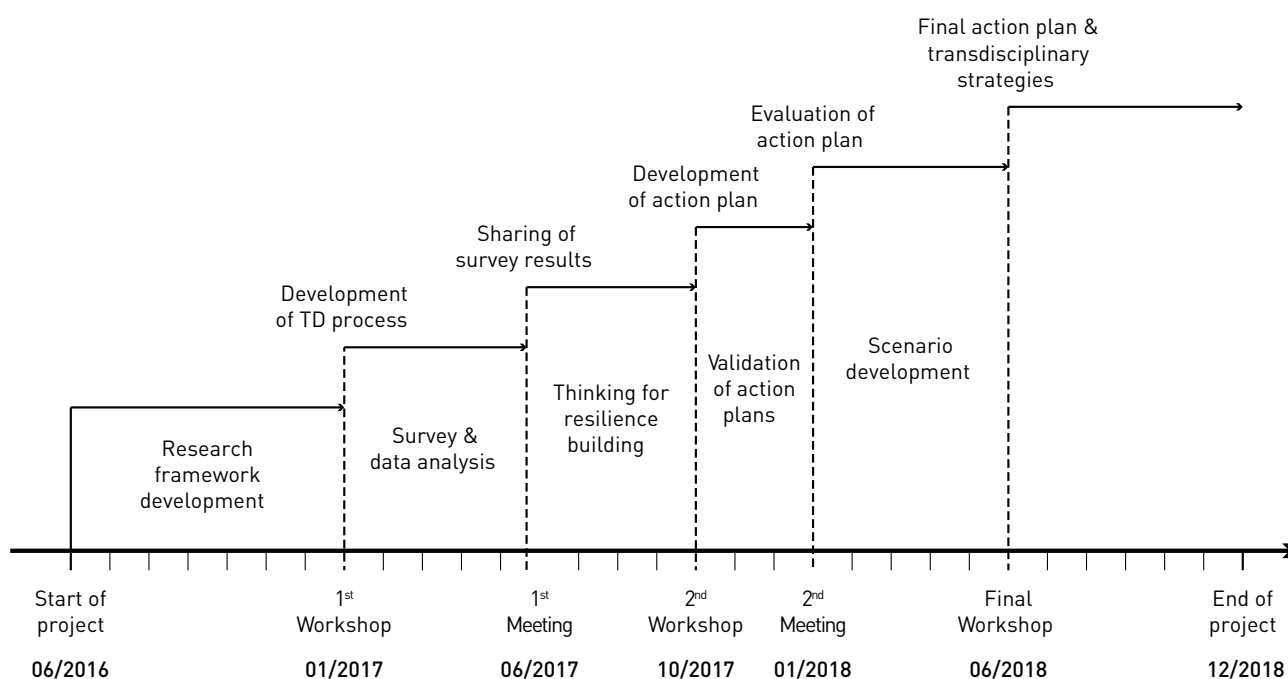 Final action plan &
transdisciplinary
strategies
Evaluation of
action plan
Development
of action plan
Sharing of
survey results
Development
of TD process
Research
framework
development
Survey &
data analysis
Thinking for
resilience
building
Validation
of action
plans
Scenario
development
Start of
project
06/2016
1st
Workshop
01/2017
1st
Meeting
06/2017
2nd
Workshop
10/2017
2nd
Meeting
01/2018
Final
Workshop
06/2018
End of
project
12/2018